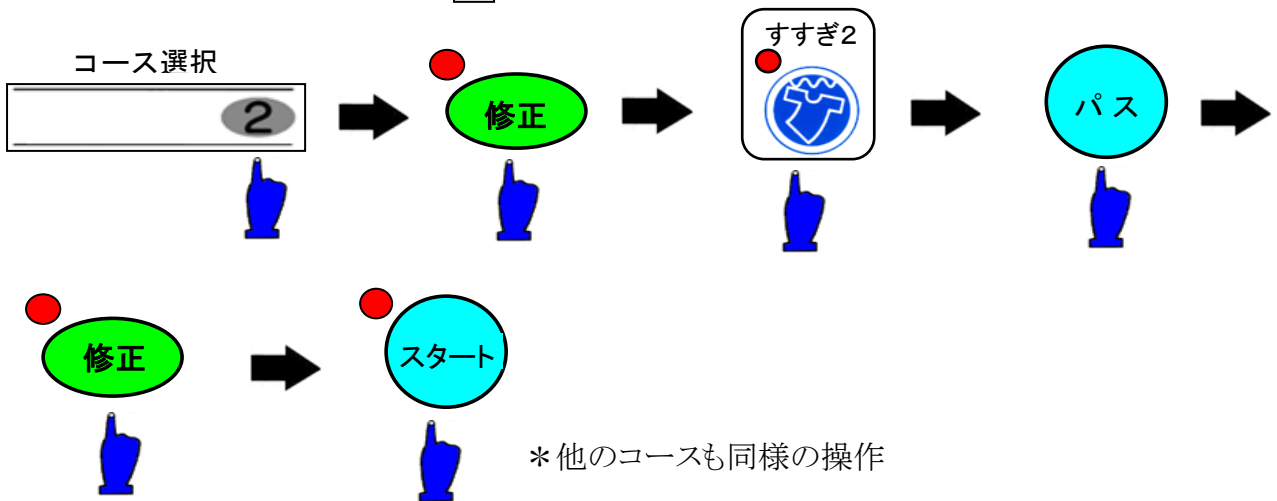 コース選択
2
修正
すすぎ2
パ ス
修正
スタート
＊他のコースも同様の操作